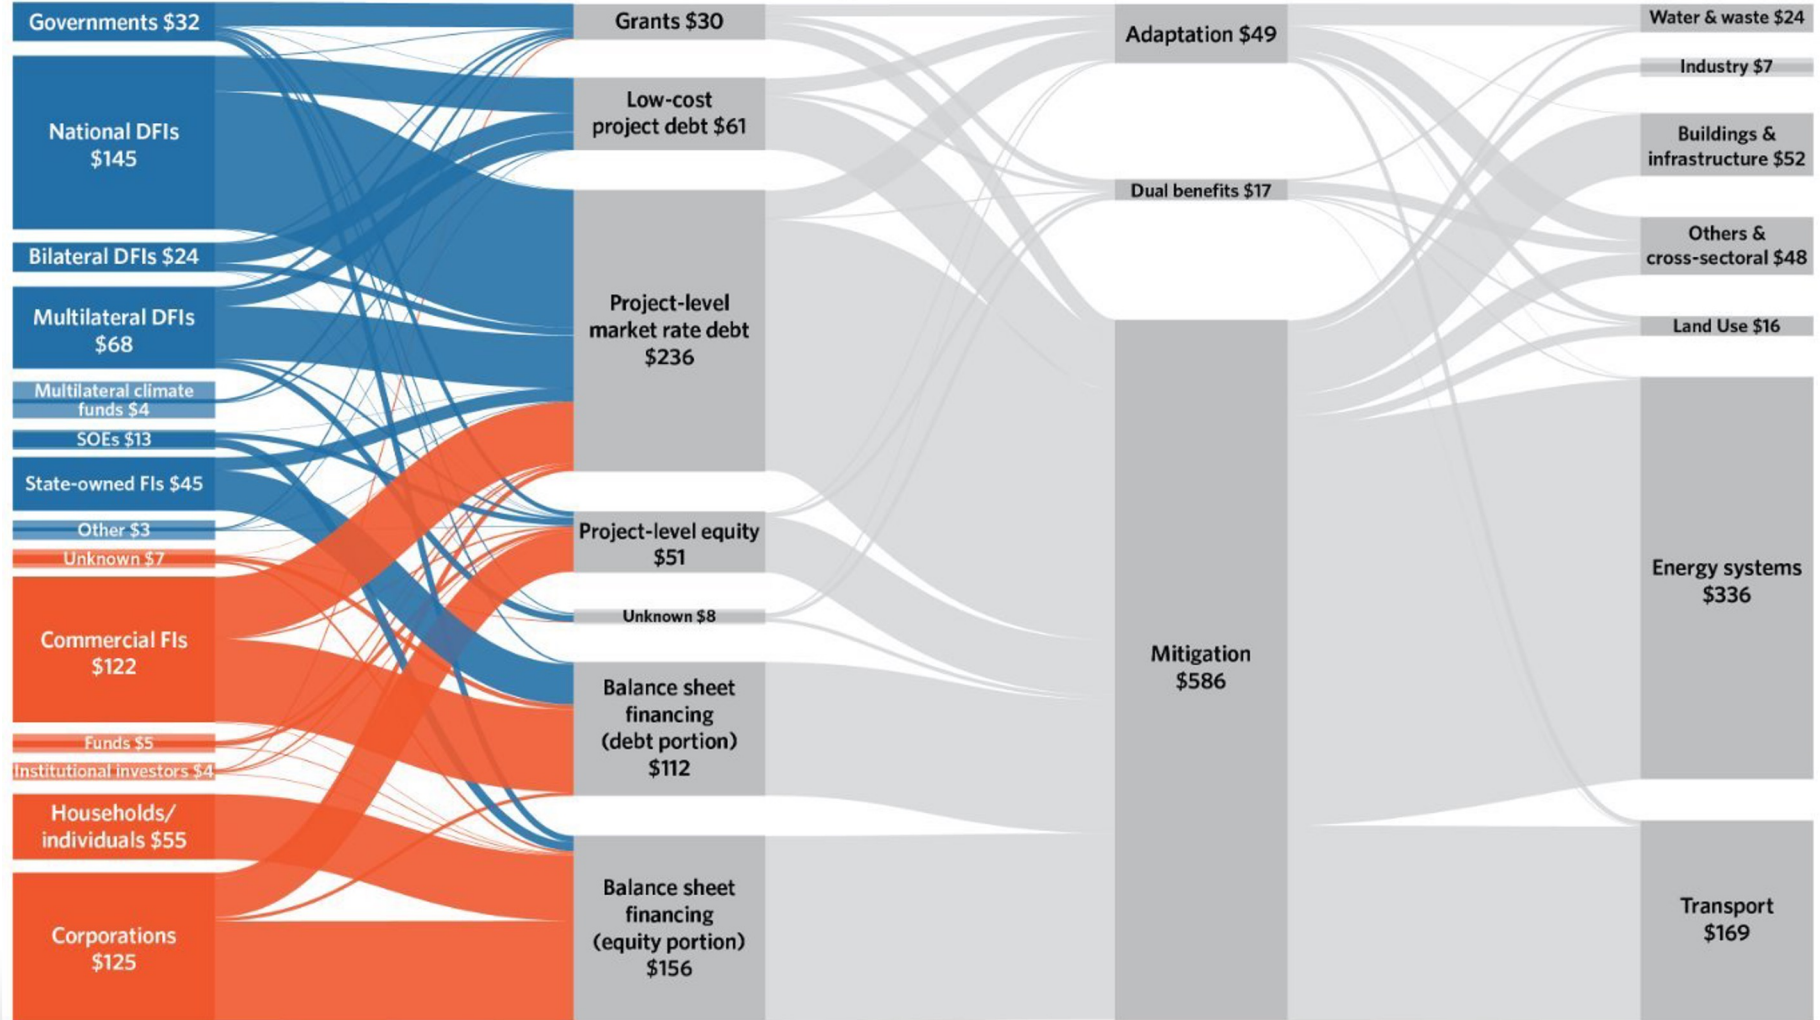 Governments $32
National DFIs
$145
Bilateral DFIs $24
Multilateral DFIs
$68
Multilateral climate
funds $4
SOEs $13
State-owned FIs $45
Other $3
Unknown $7
Commercial FIs
$122
Funds $5
Institutional investors $4
Households/
individuals $55
Corporations
$125
Grants $30
Low-cost
project debt $61
Project-level
market rate debt
$236
Project-level equity
$51
Unknown $8
Balance sheet
financing
(debt portion)
$112
Balance sheet
financing
(equity portion)
$156
Adaptation $49
Dual benefits $17
Mitigation
$586
Water & waste $24
Industry $7
Buildings &
infrastructure $52
Others &
cross-sectoral $48
Land Use $16
Energy systems
$336
Transport
$169